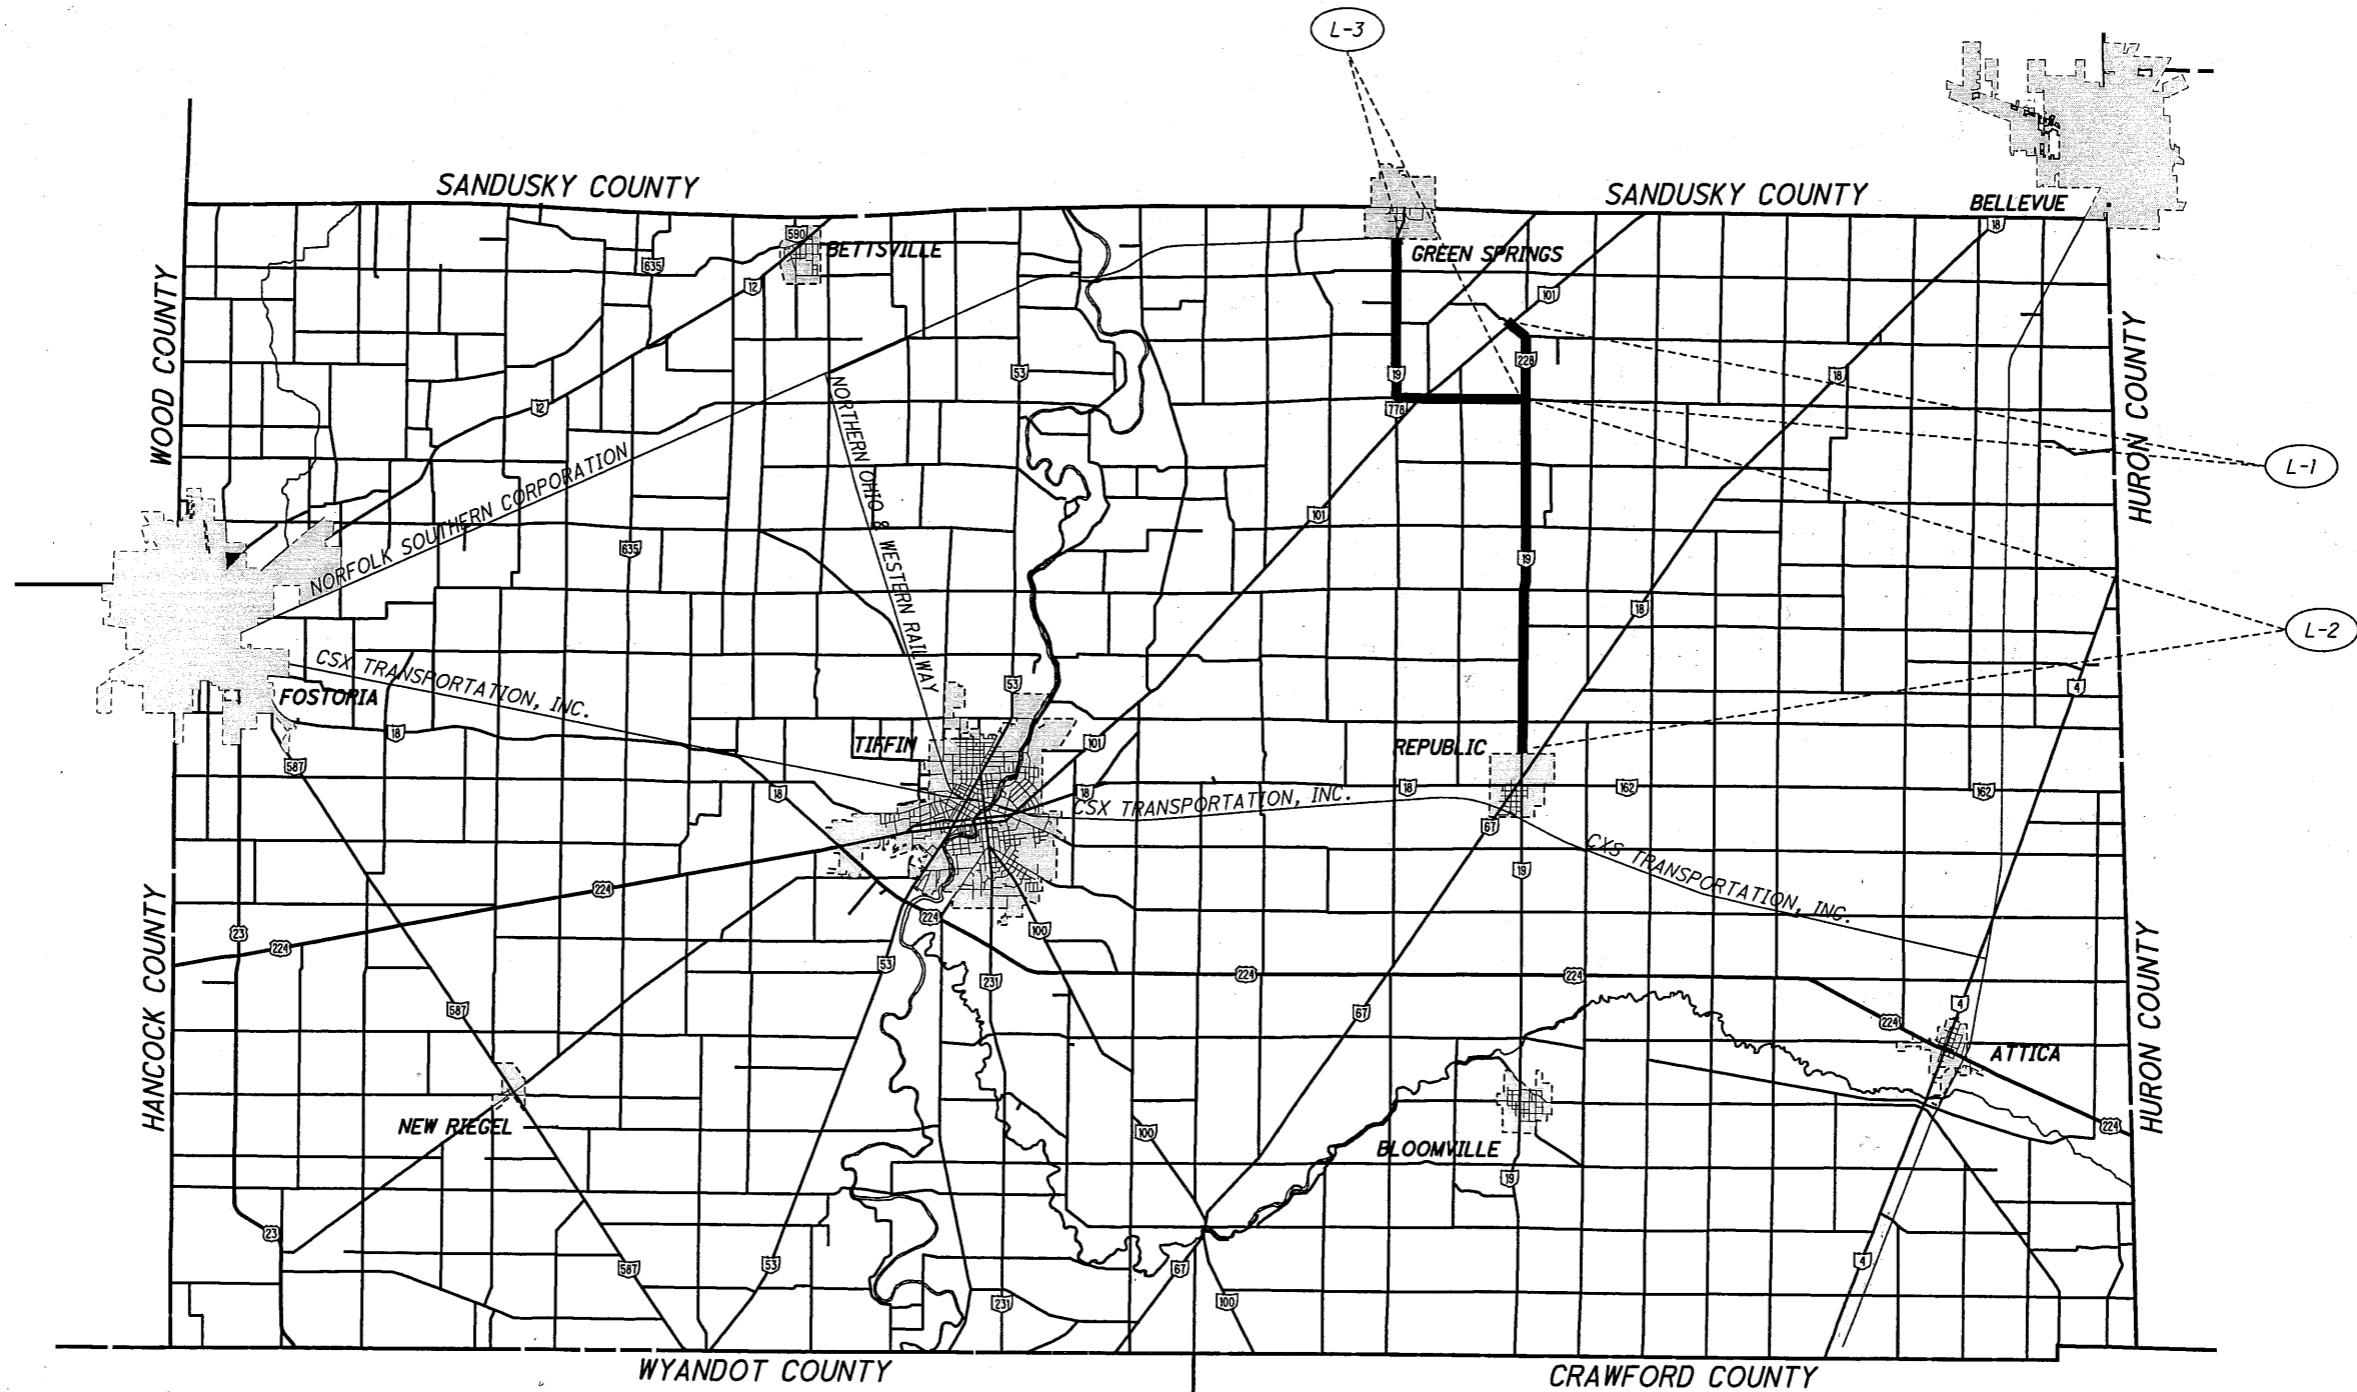 L-3
SANDUSKY COUNTY
SANDUSKY COUNTY
BELLEVUE
18
590
BETTSVILLE
GREEN SPRINGS
635
12
101
WOOD COUNTY
HURON COUNTY
53
19
228
18
12
778
NORTHERN OHIO & WESTERN RAILWAY
L-1
NORFOLK SOUTHERN CORPORATION
101
635
19
18
L-2
CSX TRANSPORTATION, INC.
FOSTORIA
53
4
18
TIFFIN
101
REPUBLIC
587
18
18
CSX TRANSPORTATION, INC.
18
162
162
67
CXS TRANSPORTATION, INC.
19
224
HANCOCK COUNTY
224
100
HURON COUNTY
23
224
53
231
224
224
587
67
4
224
ATTICA
NEW RIEGEL
100
BLOOMVILLE
224
19
23
587
53
67
4
231
100
WYANDOT COUNTY
CRAWFORD COUNTY